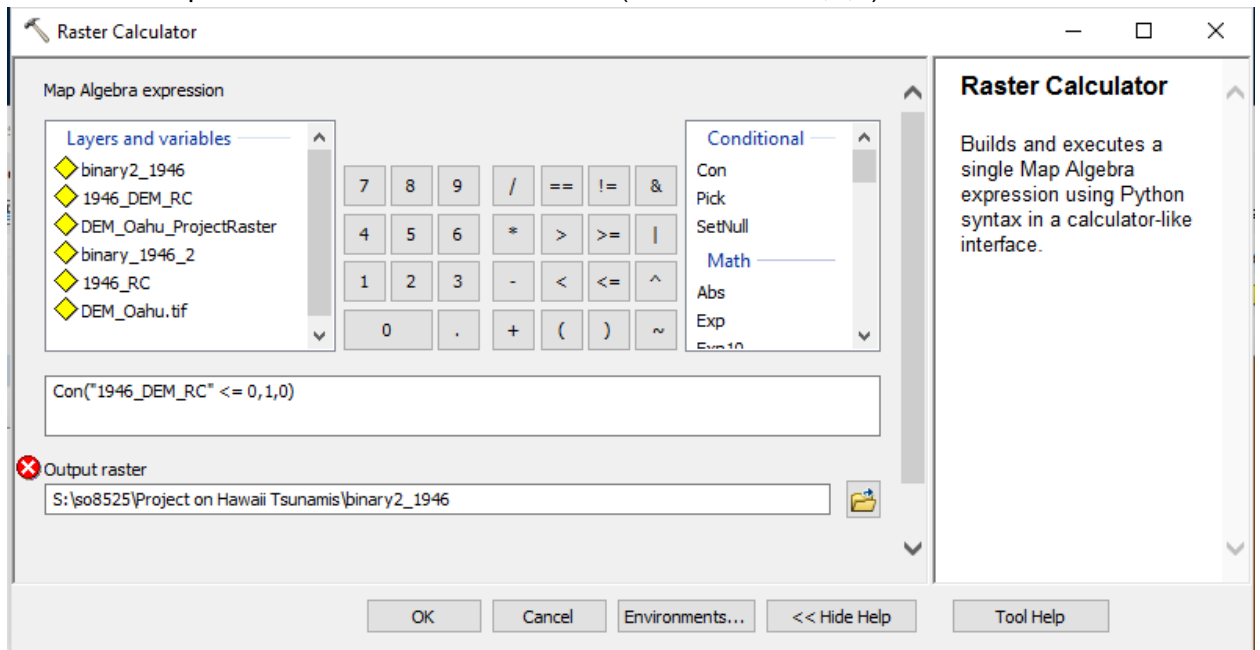 Raster Calculator
Map Algebra expression
Layers and variables
binary2_1946
1946_DEM_RC
DEM_Oahu_ProjectRaster
binary_1946_2
1946_RC
DEM_Oahu.tif
7 8 9 / == != &
4 5 6 * > >= |
1 2 3 - < <= ^
0 . + ( ) ~
Conditional
Con
Pick
SetNull
Math
Abs
Exp
Exp10
Con("1946_DEM_RC" <= 0,1,0)
Output raster
S:\so8525\Project on Hawaii Tsunamis\binary2_1946
OK Cancel Environments... << Hide Help Tool Help
Raster Calculator
Builds and executes a
single Map Algebra
expression using Python
syntax in a calculator-like
interface.